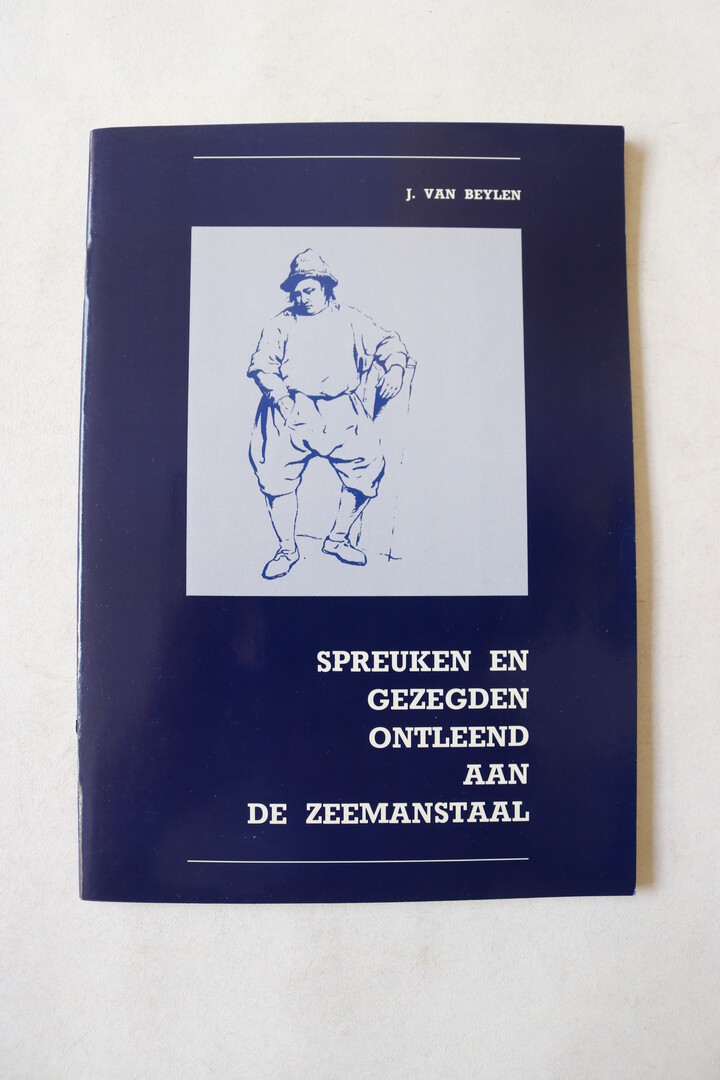 J. VAN BEYLEN
SPREUKEN EN
GEZEGDEN
ONTLEEND
AAN
DE ZEEMANSTAAL